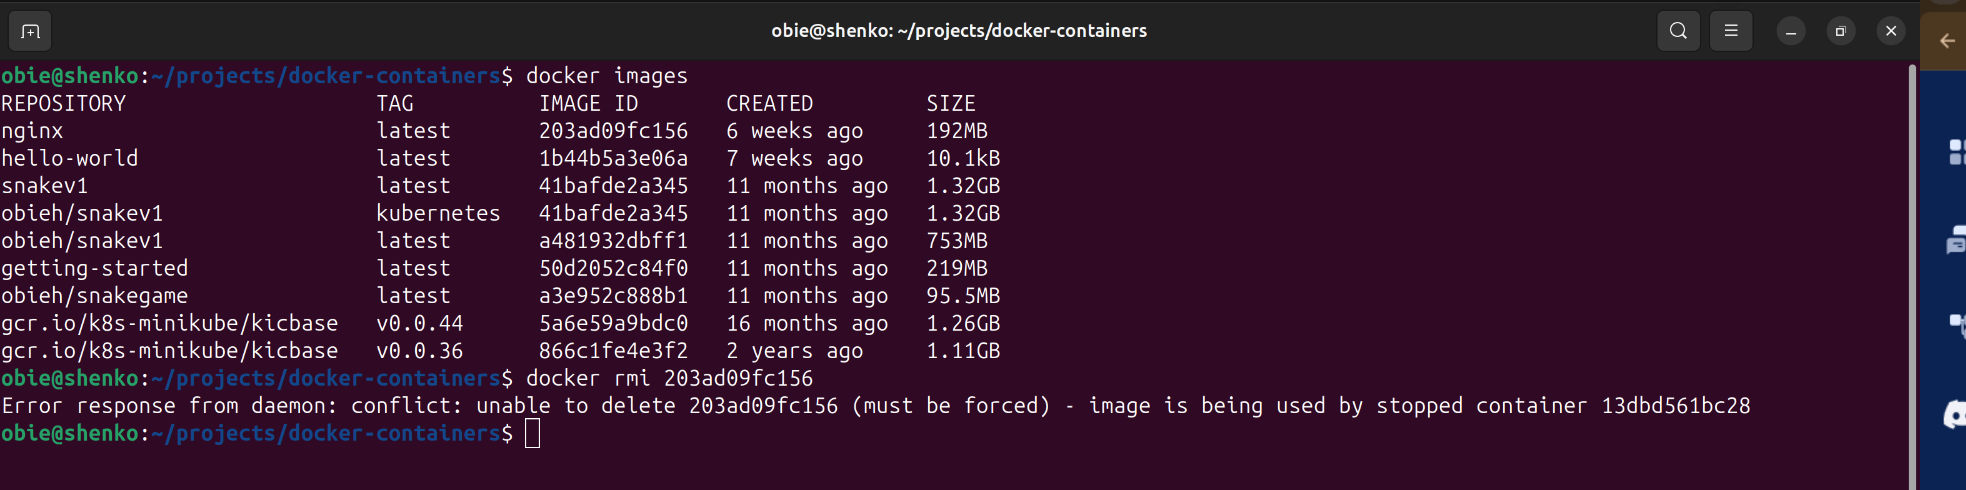 obie@shenko: ~/projects/docker-containers
obie@shenko:~/projects/docker-containers$ docker images
REPOSITORY                    TAG          IMAGE ID       CREATED         SIZE
nginx                         latest       203ad09fc156   6 weeks ago     192MB
hello-world                   latest       1b44b5a3e06a   7 weeks ago     10.1kB
snakev1                       latest       41bafde2a345   11 months ago   1.32GB
obieh/snakev1                 kubernetes   41bafde2a345   11 months ago   1.32GB
obieh/snakev1                 latest       a481932dbff1   11 months ago   753MB
getting-started               latest       50d2052c84f0   11 months ago   219MB
obieh/snakegame               latest       a3e952c888b1   11 months ago   95.5MB
gcr.io/k8s-minikube/kicbase   v0.0.44      5a6e59a9bdc0   16 months ago   1.26GB
gcr.io/k8s-minikube/kicbase   v0.0.36      866c1fe4e3f2   2 years ago     1.11GB
obie@shenko:~/projects/docker-containers$ docker rmi 203ad09fc156
Error response from daemon: conflict: unable to delete 203ad09fc156 (must be forced) - image is being used by stopped container 13dbd561bc28
obie@shenko:~/projects/docker-containers$